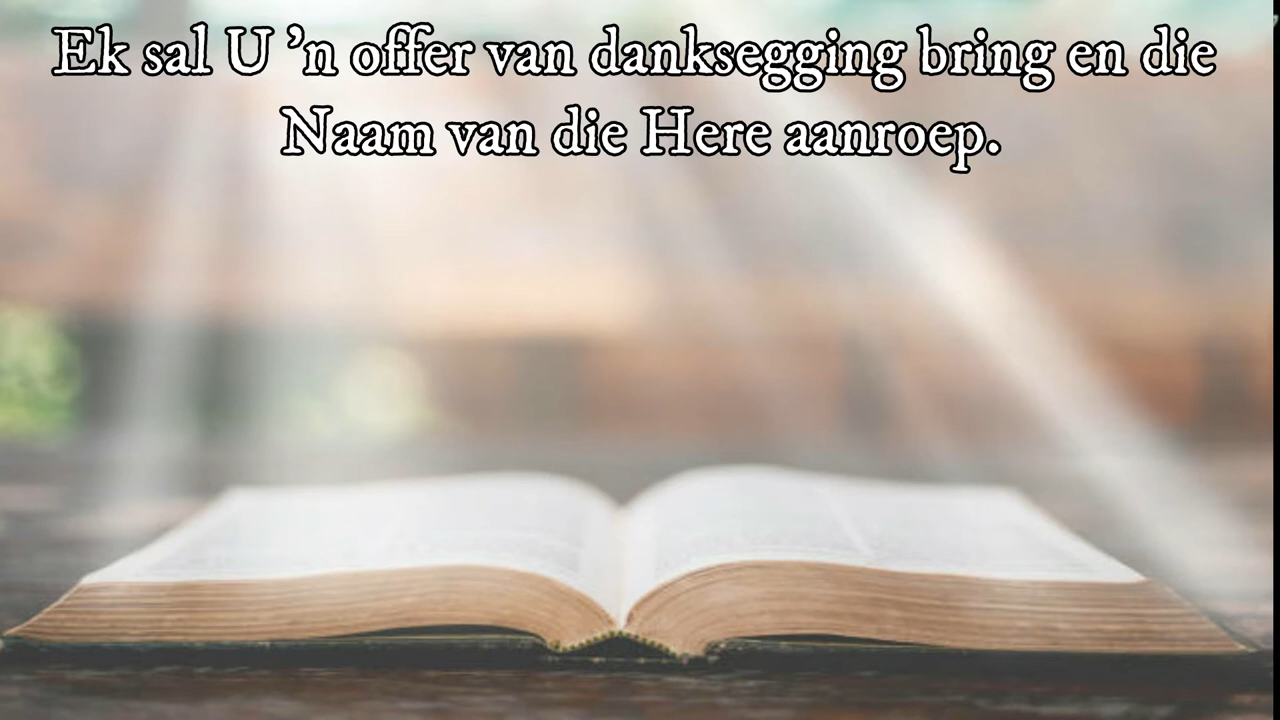 Ek sal U ’n offer van danksegging bring en die
Naam van die Here aanroep.